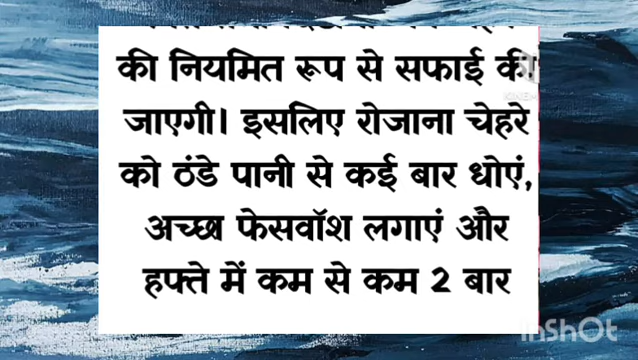 की नियमित रूप से सफाई की
जाएगी। इसलिए रोजाना चेहरे
को ठंडे पानी से कई बार धोएं,
अच्छा फेसवॉश लगाएं और
हफ्ते में कम से कम 2 बार
InShOt